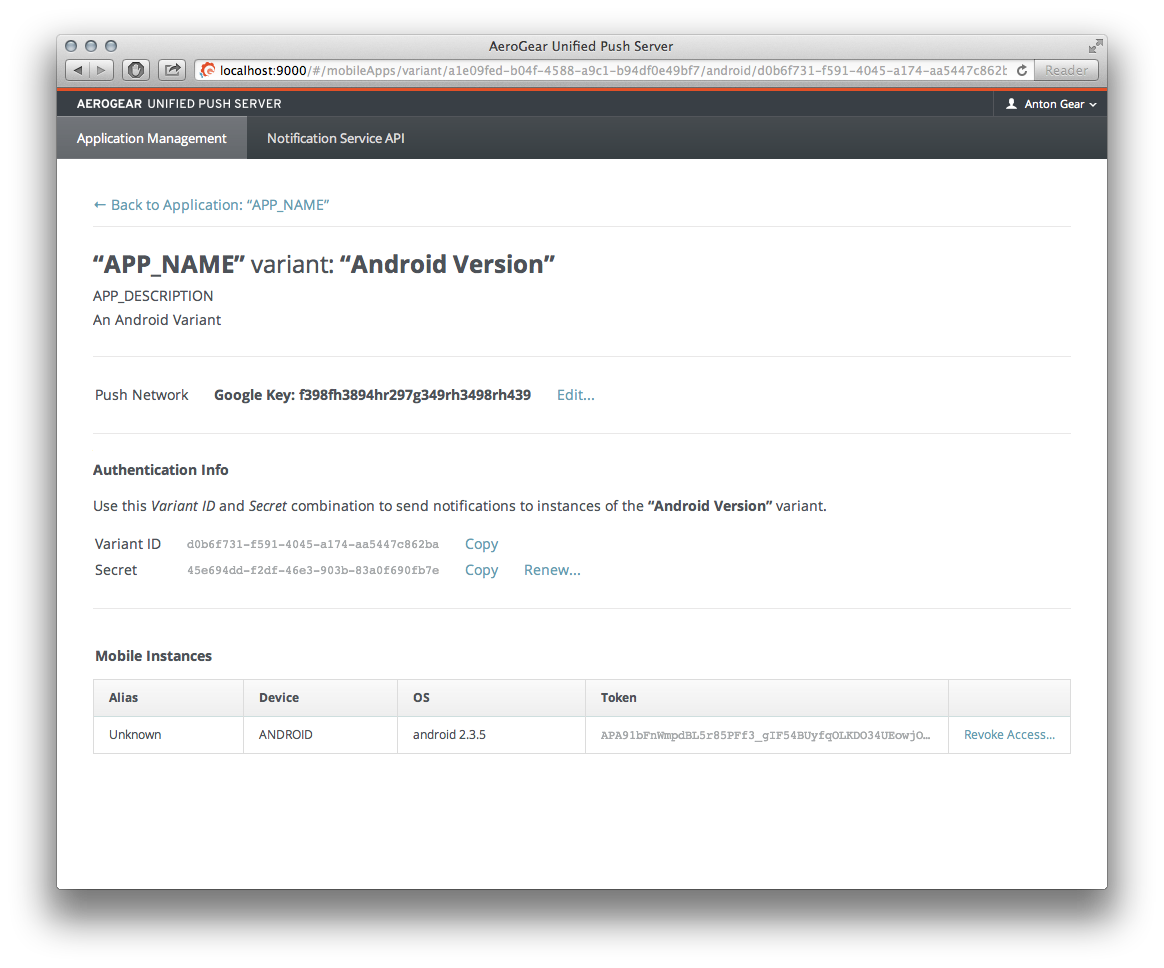 AeroGear Unified Push Server
localhost:9000/#/mobileApps/variant/a1e09fed-b04f-4588-a9c1-b94df0e49bf7/android/d0b6f731-f591-4045-a174-aa5447c862b
Reader
AEROGEAR UNIFIED PUSH SERVER
Anton Gear
Application Management
Notification Service API
← Back to Application: “APP_NAME”
“APP_NAME” variant: “Android Version”
APP_DESCRIPTION
An Android Variant
Push Network Google Key: f398fh3894hr297g349rh3498rh439 Edit...
Authentication Info
Use this Variant ID and Secret combination to send notifications to instances of the “Android Version” variant.
Variant ID d0b6f731-f591-4045-a174-aa5447c862ba Copy
Secret 45e694dd-f2df-46e3-903b-83a0f690fb7e Copy Renew...
Mobile Instances
Alias Device OS Token
Unknown ANDROID android 2.3.5 APA91bFnWmpdBL5r85PFf3_gIF54BUyfqOLKDO34UEowjO… Revoke Access...